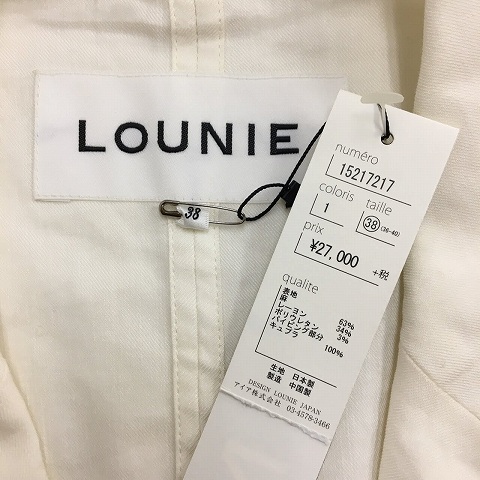 LOUNIE
38
numéro
15217217
coloris taille
1 38 (36-40)
prix
¥27,000 +税
qualite
表地
麻 63%
レーヨン 34%
ポリウレタン 3%
パイピング部分
キュプラ 100%
生地 日本製
製造 中国製
DESIGN LOUNIE JAPAN
アイア株式会社 03-4578-3466